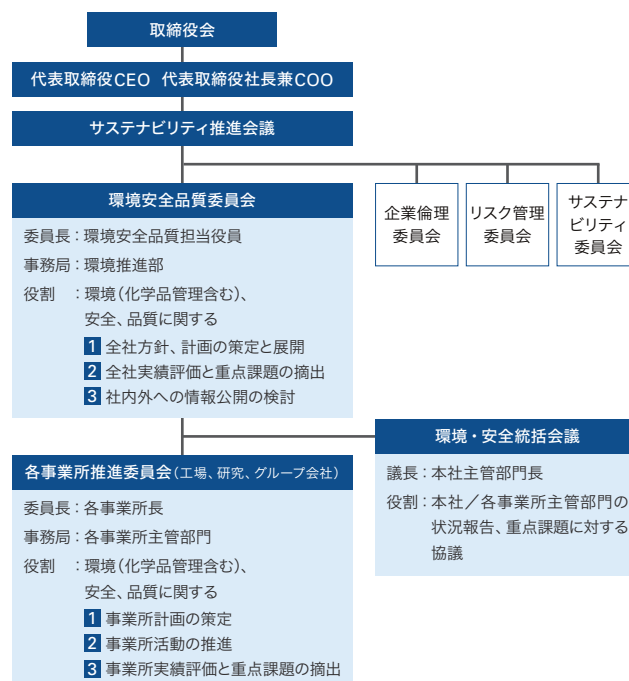 取締役会
代表取締役CEO 代表取締役社長兼COO
サステナビリティ推進会議
環境安全品質委員会
委員長：環境安全品質担当役員
事務局：環境推進部
役割　：環境（化学品管理含む）、
安全、品質に関する
1 全社方針、計画の策定と展開
2 全社実績評価と重点課題の摘出
3 社内外への情報公開の検討
企業倫理
委員会
リスク管理
委員会
サステナ
ビリティ
委員会
各事業所推進委員会（工場、研究、グループ会社）
委員長：各事業所長
事務局：各事業所主管部門
役割　：環境（化学品管理含む）、
安全、品質に関する
1 事業所計画の策定
2 事業所活動の推進
3 事業所実績評価と重点課題の摘出
環境・安全統括会議
議長：本社主管部門長
役割：本社／各事業所主管部門の
状況報告、重点課題に対する
協議